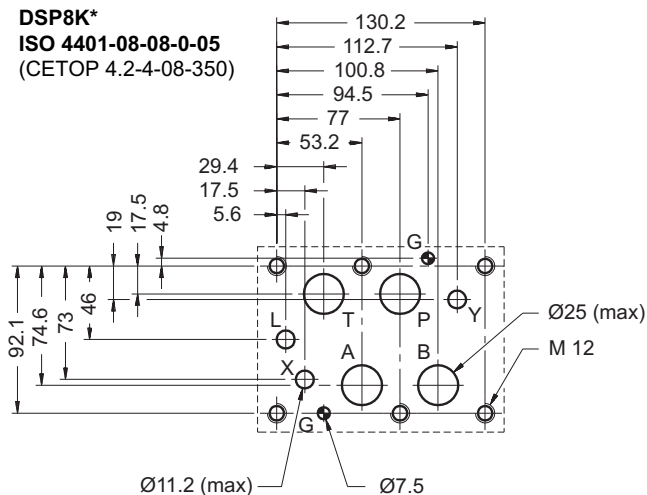 DSP8K*
ISO 4401-08-08-0-05
(CETOP 4.2-4-08-350)
130.2
112.7
100.8
94.5
77
53.2
29.4
17.5
5.6
19
17.5
4.8
G
92.1
74.6
73
46
L
T
P
Y
Ø25 (max)
X
A
B
M 12
G
Ø11.2 (max)
Ø7.5